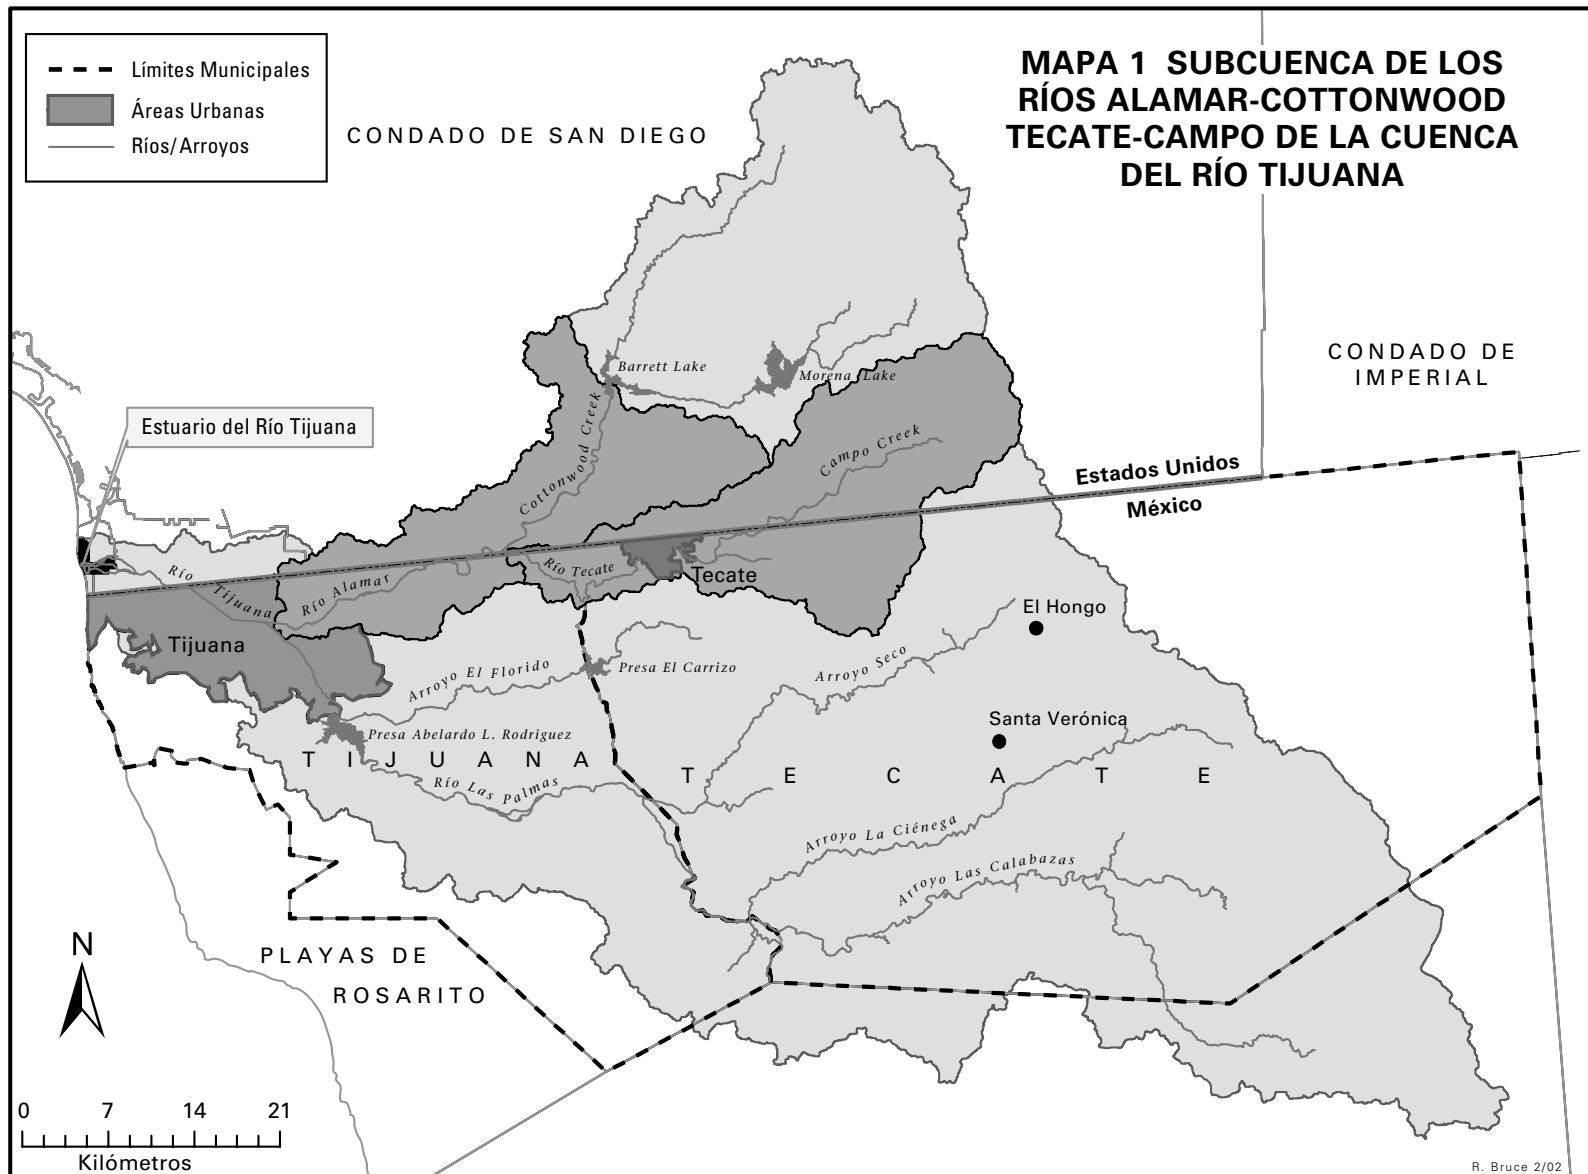 MAPA 1 SUBCUENCA DE LOS
RÍOS ALAMAR-COTTONWOOD
TECATE-CAMPO DE LA CUENCA
DEL RÍO TIJUANA
Límites Municipales
Áreas Urbanas
Ríos/Arroyos
CONDADO DE SAN DIEGO
CONDADO DE
IMPERIAL
Barrett Lake
Morena Lake
Estuario del Río Tijuana
Cottonwood Creek
Campo Creek
Estados Unidos
México
Río Tijuana
Río Alamar
Río Tecate
Tecate
El Hongo
Tijuana
Arroyo El Florido
Presa El Carrizo
Arroyo Seco
Santa Verónica
Presa Abelardo L. Rodriguez
TIJUANA
TECATE
Río Las Palmas
Arroyo La Ciénega
Arroyo Las Calabazas
PLAYAS DE
ROSARITO
N
0 7 14 21
Kilómetros
R. Bruce 2/02